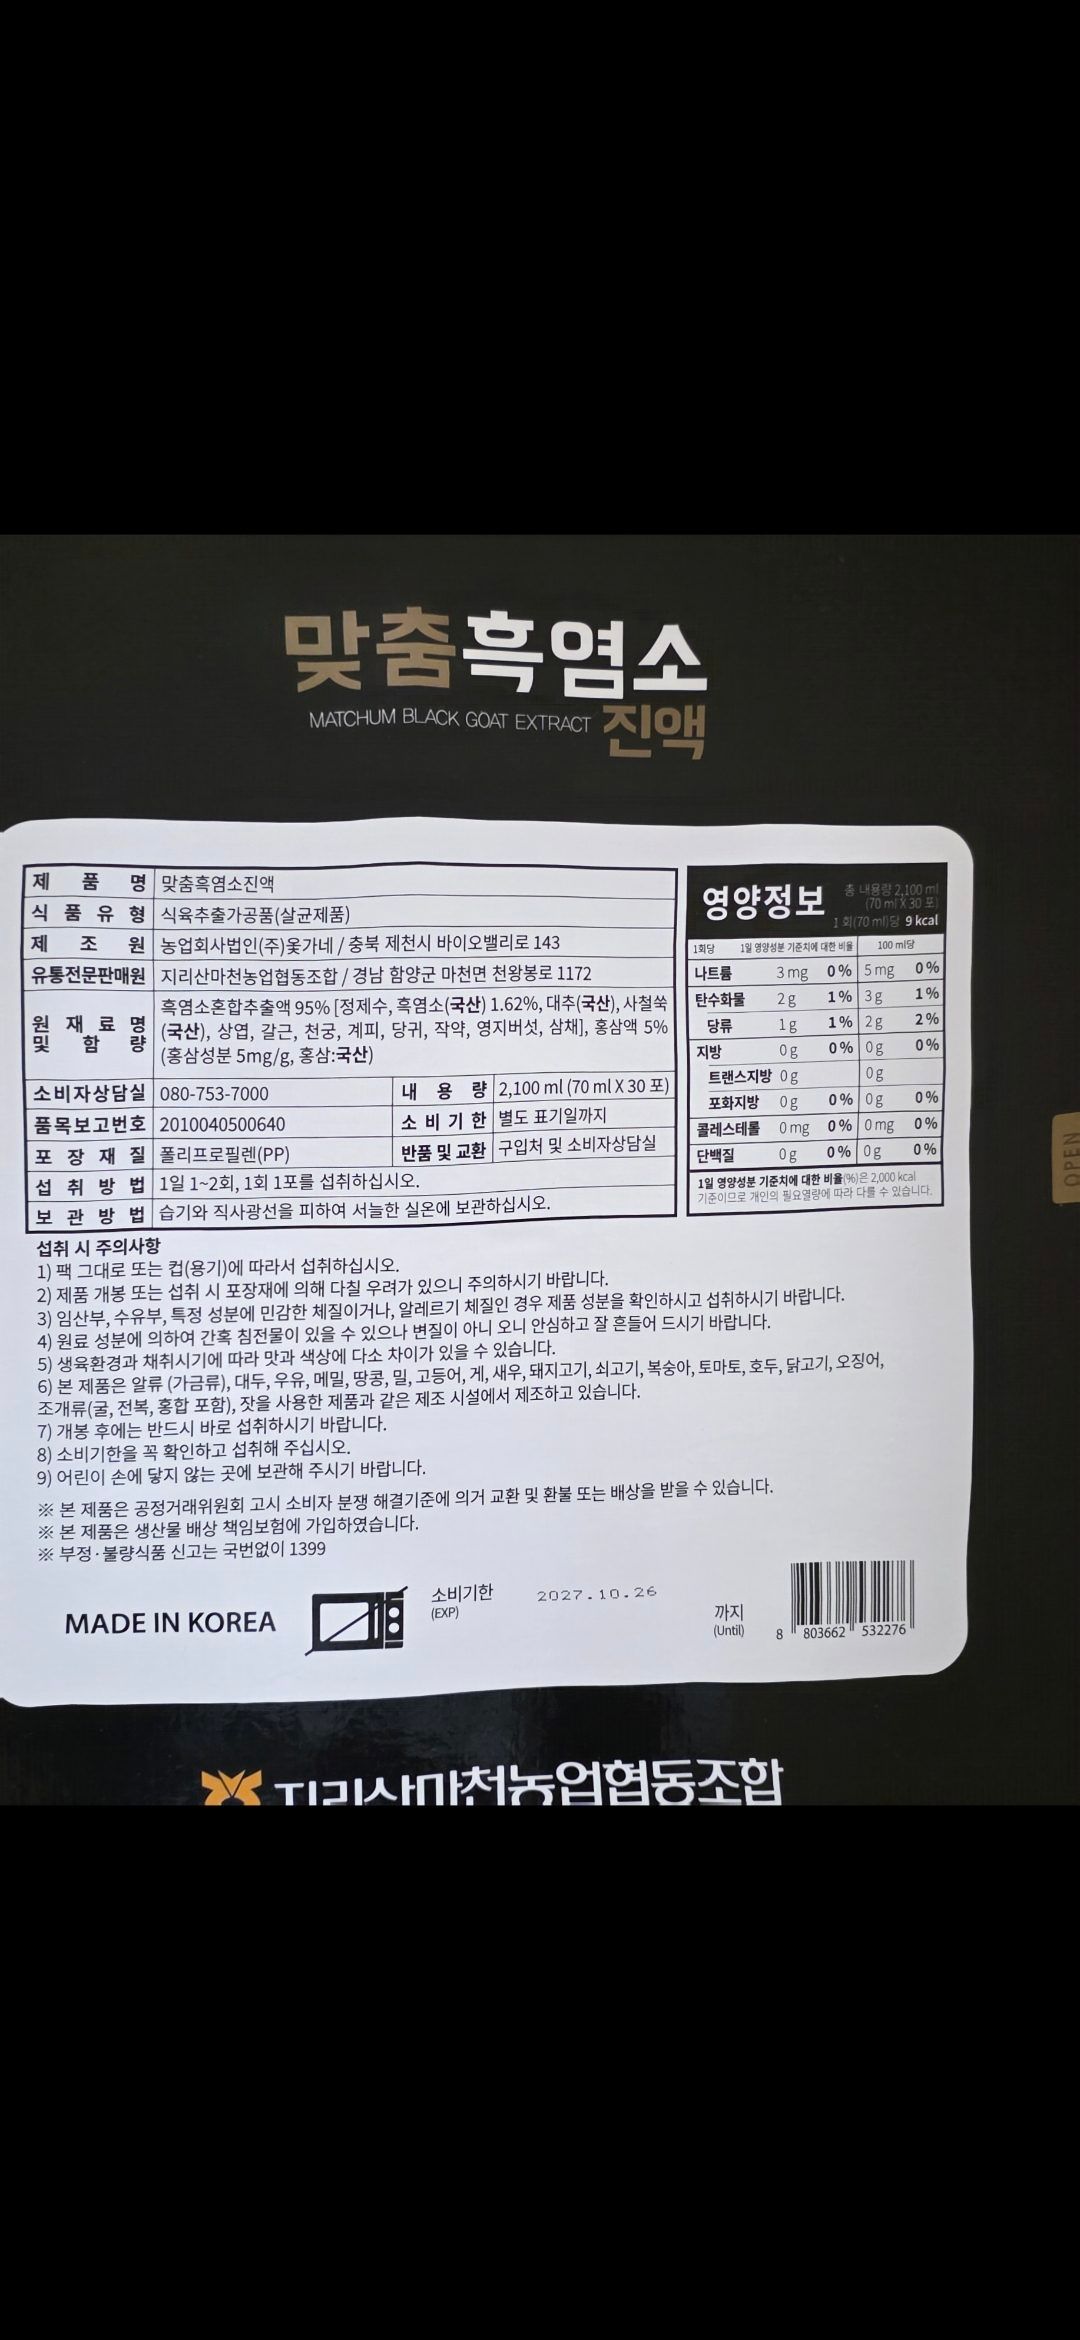 맞춤흑염소
MATCHUM BLACK GOAT EXTRACT 진액
제품명 맞춤흑염소진액
식품유형 식육추출가공품(살균제품)
제조원 농업회사법인(주)옻가네 / 충북 제천시 바이오밸리로 143
유통전문판매원 지리산마천농업협동조합 / 경남 함양군 마천면 천왕봉로 1172
원재료명 및 함량 흑염소혼합추출액 95% [정제수, 흑염소(국산) 1.62%, 대추(국산), 사철쑥
(국산), 상엽, 갈근, 천궁, 계피, 당귀, 작약, 영지버섯, 삼채], 홍삼액 5%
(홍삼성분 5mg/g, 홍삼:국산)
소비자상담실 080-753-7000 내용량 2,100 ml (70 ml X 30 포)
품목보고번호 2010040500640 소비기한 별도 표기일까지
포장재질 폴리프로필렌(PP) 반품 및 교환 구입처 및 소비자상담실
섭취방법 1일 1~2회, 1회 1포를 섭취하십시오.
보관방법 습기와 직사광선을 피하여 서늘한 실온에 보관하십시오.
영양정보
총 내용량 2,100 ml
(70 ml X 30 포)
1 회(70 ml)당 9 kcal
1회당 1일 영양성분 기준치에 대한 비율 100 ml당
나트륨 3 mg 0 % 5 mg 0 %
탄수화물 2 g 1 % 3 g 1 %
당류 1 g 1 % 2 g 2 %
지방 0 g 0 % 0 g 0 %
트랜스지방 0 g 0 g
포화지방 0 g 0 % 0 g 0 %
콜레스테롤 0 mg 0 % 0 mg 0 %
단백질 0 g 0 % 0 g 0 %
1일 영양성분 기준치에 대한 비율(%)은 2,000 kcal
기준이므로 개인의 필요열량에 따라 다를 수 있습니다.
OPEN
섭취 시 주의사항
1) 팩 그대로 또는 컵(용기)에 따라서 섭취하십시오.
2) 제품 개봉 또는 섭취 시 포장재에 의해 다칠 우려가 있으니 주의하시기 바랍니다.
3) 임산부, 수유부, 특정 성분에 민감한 체질이거나, 알레르기 체질인 경우 제품 성분을 확인하시고 섭취하시기 바랍니다.
4) 원료 성분에 의하여 간혹 침전물이 있을 수 있으나 변질이 아니 오니 안심하고 잘 흔들어 드시기 바랍니다.
5) 생육환경과 채취시기에 따라 맛과 색상에 다소 차이가 있을 수 있습니다.
6) 본 제품은 알류 (가금류), 대두, 우유, 메밀, 땅콩, 밀, 고등어, 게, 새우, 돼지고기, 쇠고기, 복숭아, 토마토, 호두, 닭고기, 오징어,
조개류(굴, 전복, 홍합 포함), 잣을 사용한 제품과 같은 제조 시설에서 제조하고 있습니다.
7) 개봉 후에는 반드시 바로 섭취하시기 바랍니다.
8) 소비기한을 꼭 확인하고 섭취해 주십시오.
9) 어린이 손에 닿지 않는 곳에 보관해 주시기 바랍니다.
※ 본 제품은 공정거래위원회 고시 소비자 분쟁 해결기준에 의거 교환 및 환불 또는 배상을 받을 수 있습니다.
※ 본 제품은 생산물 배상 책임보험에 가입하였습니다.
※ 부정·불량식품 신고는 국번없이 1399
MADE IN KOREA
소비기한 2027.10.26 까지
(EXP) (Until)
8 803662 532276
지리산마천농업협동조합